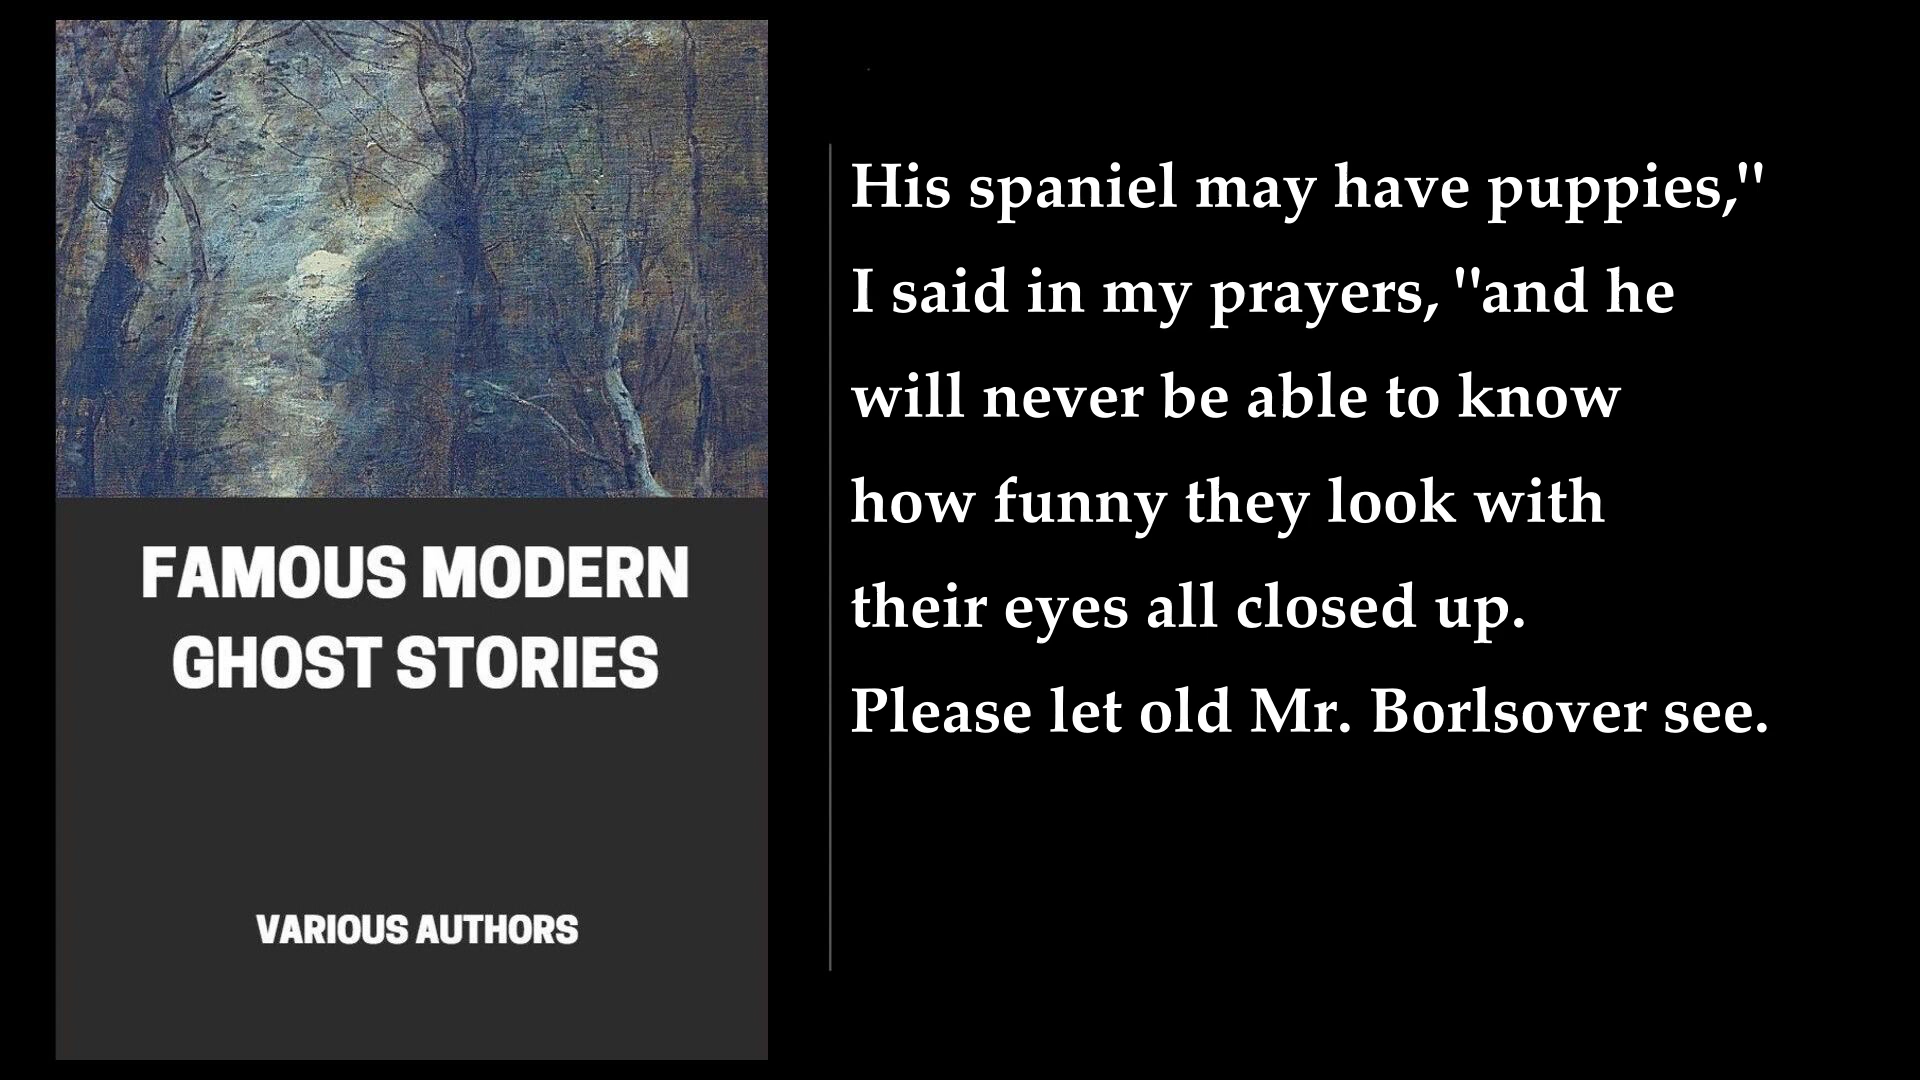 FAMOUS MODERN
GHOST STORIES
VARIOUS AUTHORS
His spaniel may have puppies,"
I said in my prayers, "and he
will never be able to know
how funny they look with
their eyes all closed up.
Please let old Mr. Borlsover see.